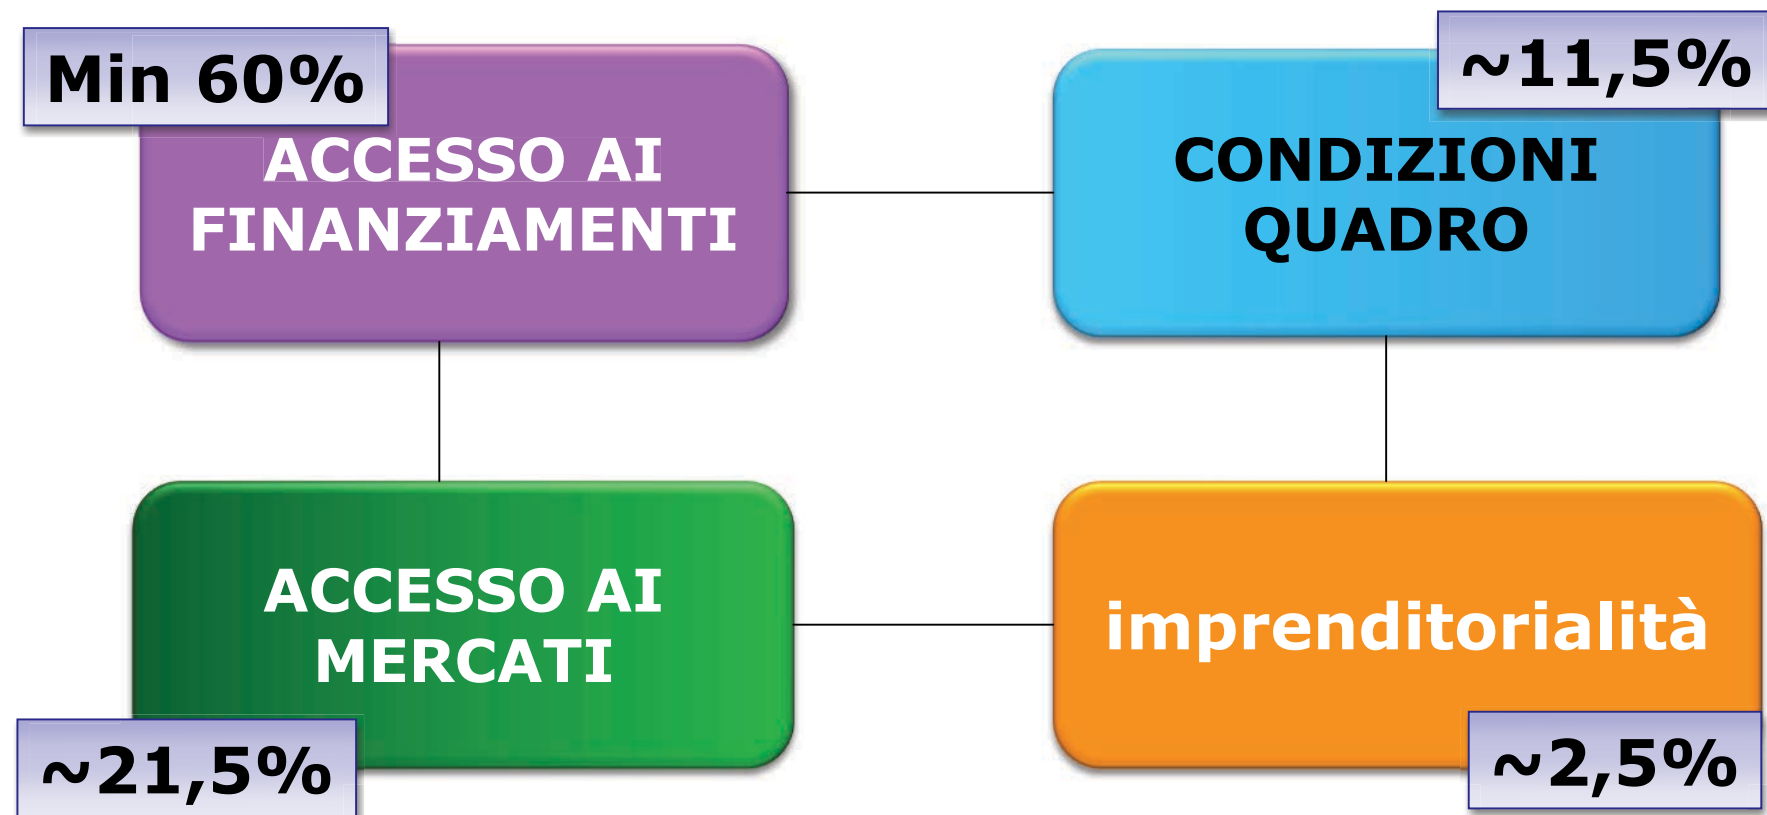 Min 60%
ACCESSO AI
FINANZIAMENTI
~11,5%
CONDIZIONI
QUADRO
ACCESSO AI
MERCATI
~21,5%
imprenditorialità
~2,5%